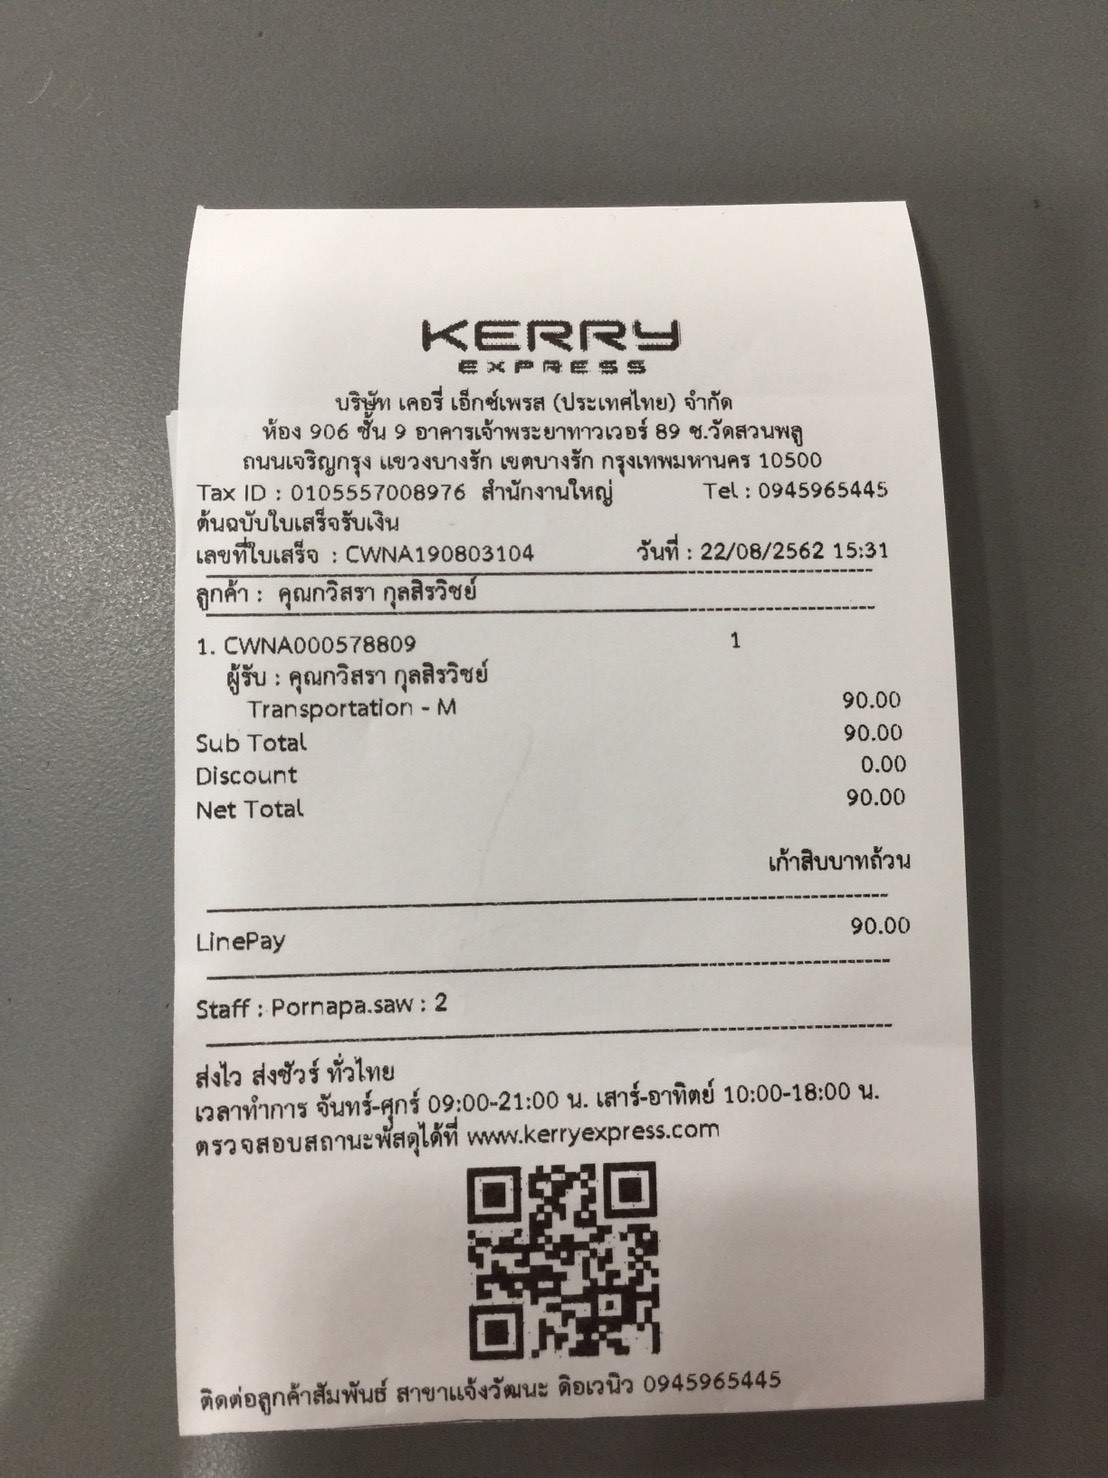 KERRY
EXPRESS
บริษัท เคอรี่ เอ็กซ์เพรส (ประเทศไทย) จำกัด
ห้อง 906 ชั้น 9 อาคารเจ้าพระยาทาวเวอร์ 89 ซ.วัดสวนพลู
ถนนเจริญกรุง แขวงบางรัก เขตบางรัก กรุงเทพมหานคร 10500
Tax ID : 0105557008976 สำนักงานใหญ่ Tel : 0945965445
ต้นฉบับใบเสร็จรับเงิน
เลขที่ใบเสร็จ : CWNA190803104 วันที่ : 22/08/2562 15:31
ลูกค้า : คุณกวิสรา กุลสิรวิชย์
1. CWNA000578809 1
ผู้รับ : คุณกวิสรา กุลสิรวิชย์
Transportation - M 90.00
Sub Total 90.00
Discount 0.00
Net Total 90.00
เก้าสิบบาทถ้วน
LinePay 90.00
Staff : Pornapa.saw : 2
ส่งไว ส่งชัวร์ ทั่วไทย
เวลาทำการ จันทร์-ศุกร์ 09:00-21:00 น. เสาร์-อาทิตย์ 10:00-18:00 น.
ตรวจสอบสถานะพัสดุได้ที่ www.kerryexpress.com
ติดต่อลูกค้าสัมพันธ์ สาขาแจ้งวัฒนะ ดิอเวนิว 0945965445